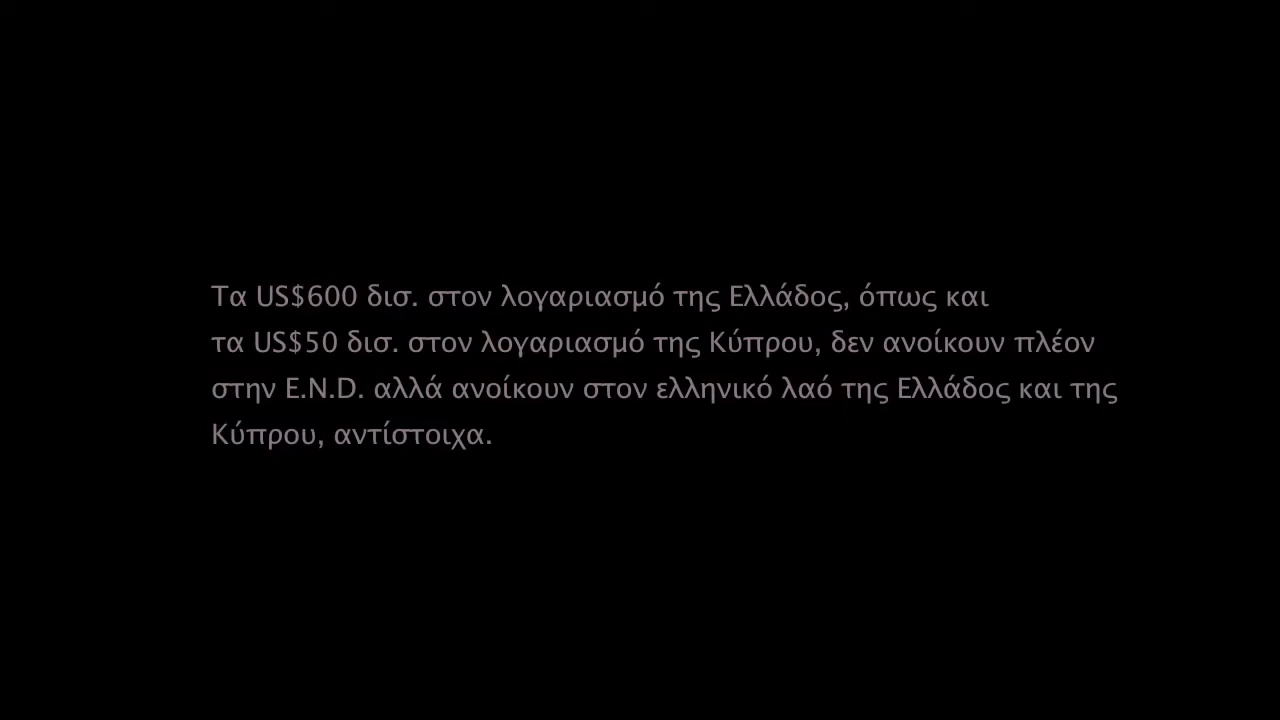 Τα US$600 δισ. στον λογαριασμό της Ελλάδος, όπως και
τα US$50 δισ. στον λογαριασμό της Κύπρου, δεν ανοίκουν πλέον
στην E.N.D. αλλά ανοίκουν στον ελληνικό λαό της Ελλάδος και της
Κύπρου, αντίστοιχα.